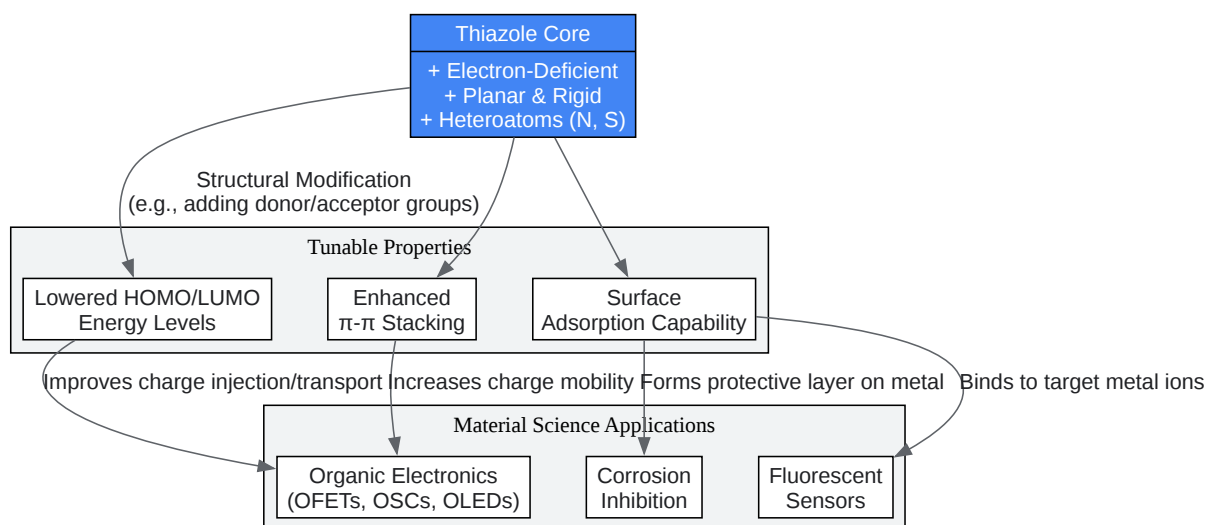 Thiazole Core
+ Electron-Deficient
+ Planar & Rigid
+ Heteroatoms (N, S)
Structural Modification
(e.g., adding donor/acceptor groups)
Tunable Properties
Lowered HOMO/LUMO
Energy Levels
Enhanced
π-π Stacking
Surface
Adsorption Capability
Improves charge injection/transport
Increases charge mobility
Forms protective layer on metal
Binds to target metal ions
Material Science Applications
Organic Electronics
(OFETs, OSCs, OLEDs)
Corrosion
Inhibition
Fluorescent
Sensors